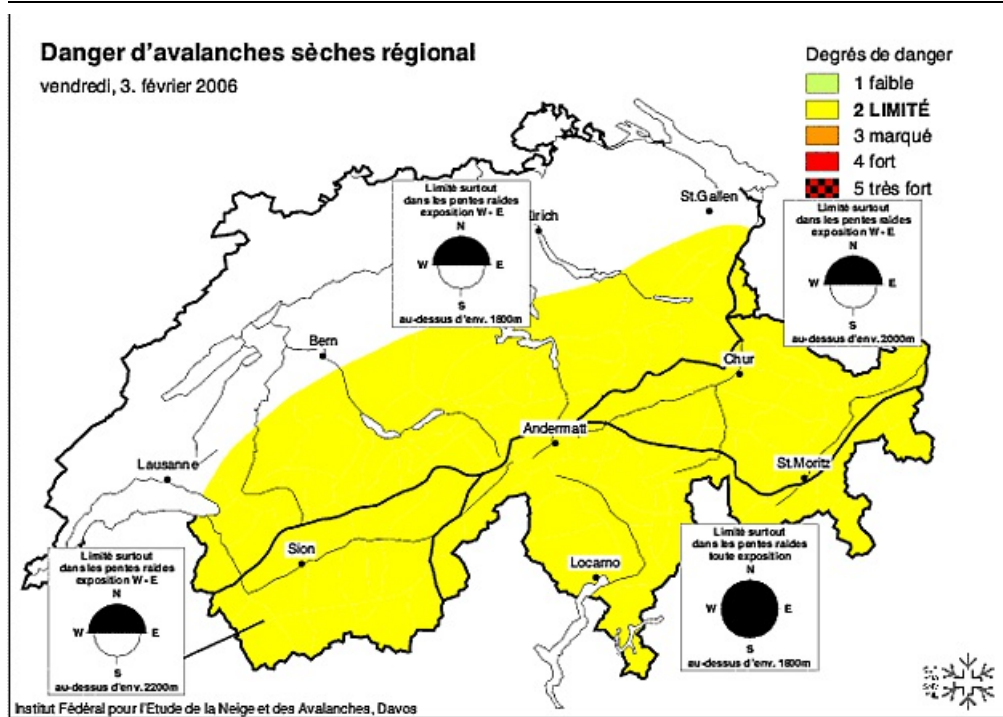 Danger d'avalanches sèches régional
vendredi, 3. février 2006
Degrés de danger
1 faible
2 LIMITÉ
3 marqué
4 fort
5 très fort
Limité surtout
dans les pentes raides
exposition W - E
N
W E
S
au-dessus d'env. 1800m
ürich
St.Gallen
Limité surtout
dans les pentes raides
exposition W - E
N
W E
S
au-dessus d'env. 2000m
Bern
Chur
Andermatt
Lausanne
St.Moritz
Sion
Locarno
Limité surtout
dans les pentes raides
exposition W - E
N
W E
S
au-dessus d'env. 2200m
Limité surtout
dans les pentes raides
toute exposition
N
W E
S
au-dessus d'env. 1800m
Institut Fédéral pour l'Etude de la Neige et des Avalanches, Davos